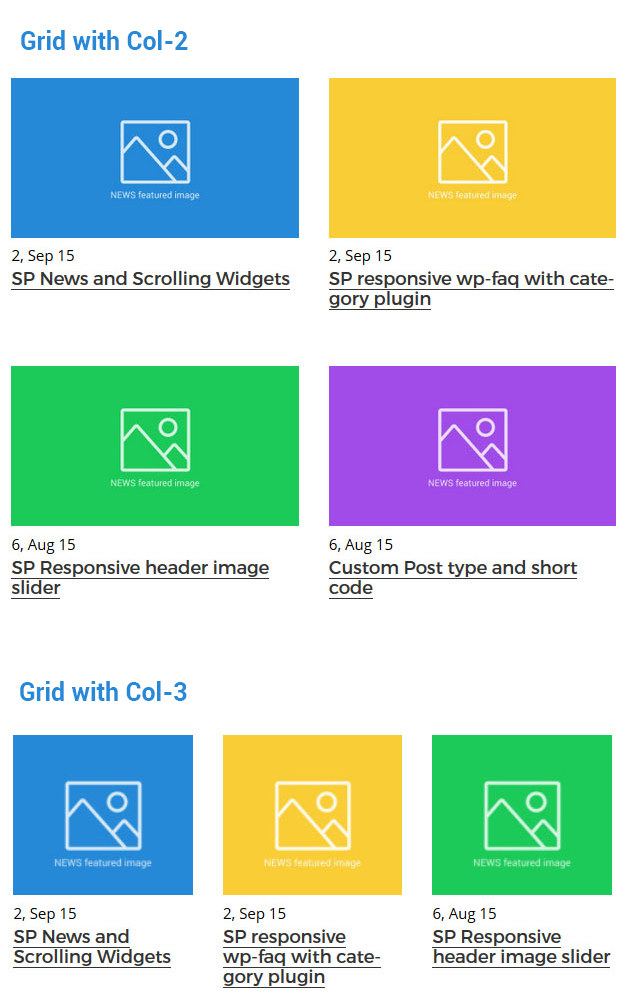 Grid with Col-2
NEWS featured image
NEWS featured image
2, Sep 15
SP News and Scrolling Widgets
2, Sep 15
SP responsive wp-faq with cate-
gory plugin
NEWS featured image
NEWS featured image
6, Aug 15
SP Responsive header image
slider
6, Aug 15
Custom Post type and short
code
Grid with Col-3
NEWS featured image
NEWS featured image
NEWS featured image
2, Sep 15
SP News and
Scrolling Widgets
2, Sep 15
SP responsive
wp-faq with cate-
gory plugin
6, Aug 15
SP Responsive
header image slider